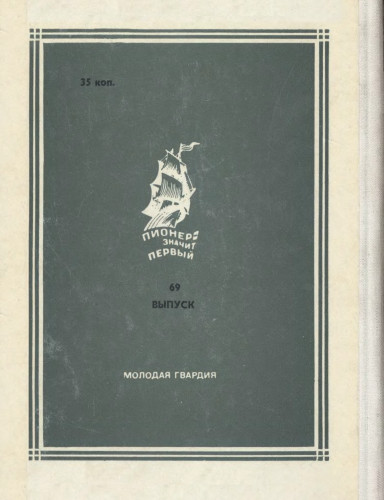 35 коп.
ПИОНЕР —
ЗНАЧИТ
ПЕРВЫЙ
69
ВЫПУСК
МОЛОДАЯ ГВАРДИЯ